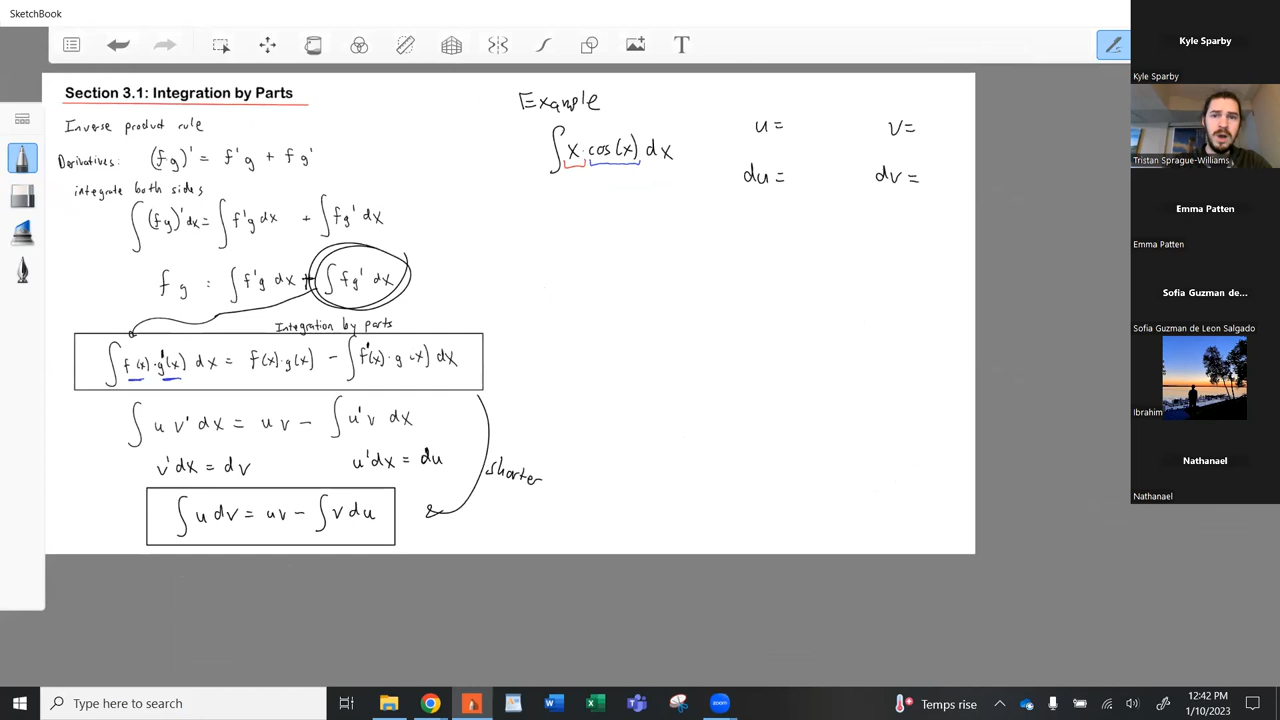 SketchBook
Section 3.1: Integration by Parts
Inverse product rule
Derivatives: (fg)' = f'g + fg'
integrate both sides
∫(fg)'dx = ∫f'g dx + ∫fg' dx
fg = ∫f'g dx + ∫fg' dx
Integration by parts
∫f(x)·g'(x) dx = f(x)·g(x) - ∫f'(x)·g(x) dx
∫u v' dx = u v - ∫u' v dx
v'dx = dv u'dx = du
shorter
∫u dv = uv - ∫v du
Example
∫x·cos(x) dx
u = v =
du = dv =
Kyle Sparby
Kyle Sparby
Tristan Sprague-Williams
Emma Patten
Emma Patten
Sofia Guzman de...
Sofia Guzman de Leon Salgado
Ibrahim
Nathanael
Nathanael
Type here to search
zoom
Temps rise
12:42 PM
1/10/2023